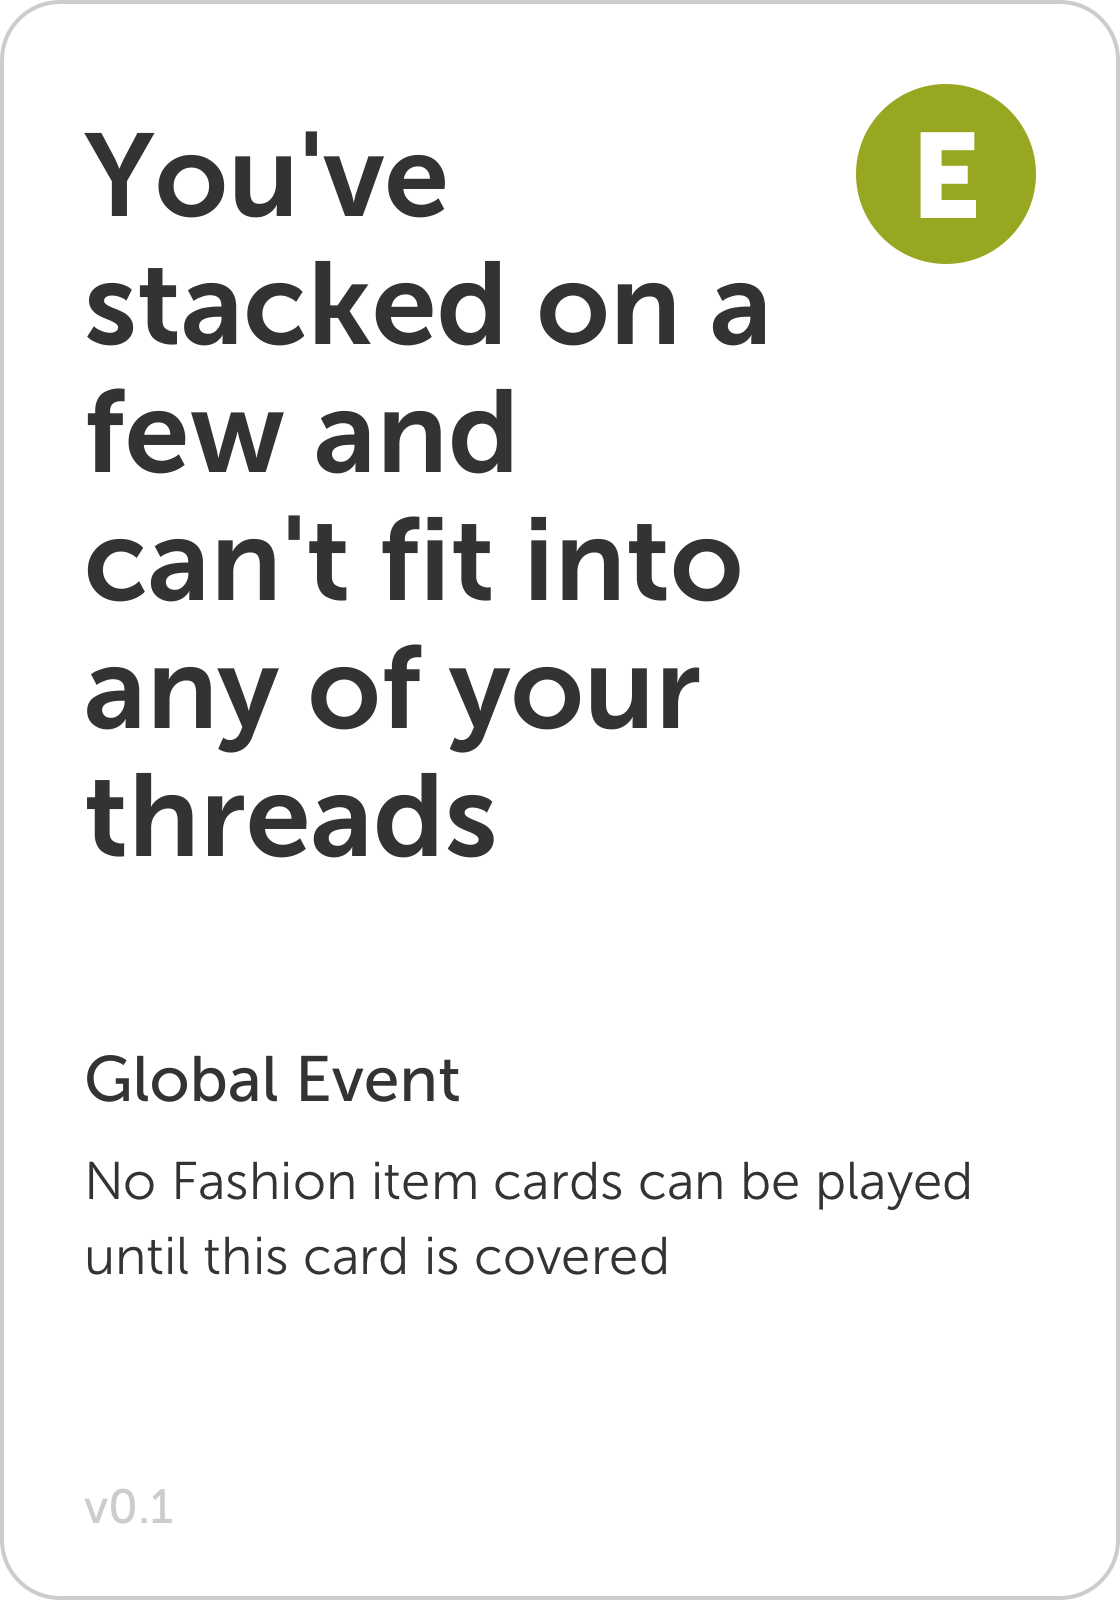 You've
E
stacked on a
few and
can't fit into
any of your
threads
Global Event
No Fashion item cards can be played
until this card is covered
v0.1